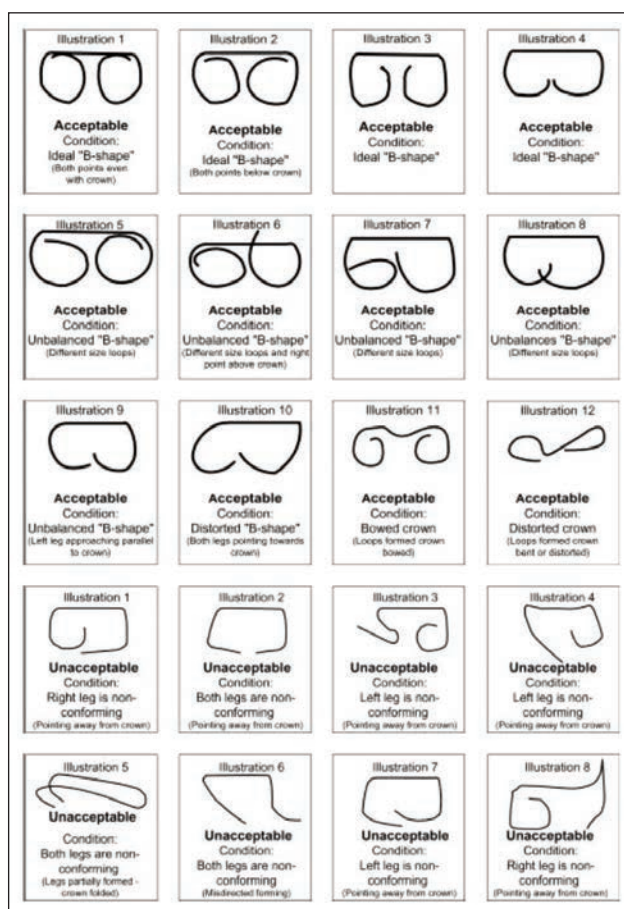 Illustration 1
Acceptable
Condition:
Ideal "B-shape"
(Both points even
with crown)
Illustration 2
Acceptable
Condition:
Ideal "B-shape"
(Both points below crown)
Illustration 3
Acceptable
Condition:
Ideal "B-shape"
Illustration 4
Acceptable
Condition:
Ideal "B-shape"
Illustration 5
Acceptable
Condition:
Unbalanced "B-shape"
(Different size loops)
Illustration 6
Acceptable
Condition:
Unbalanced "B-shape"
(Different size loops and right
point above crown)
Illustration 7
Acceptable
Condition:
Unbalanced "B-shape"
(Different size loops)
Illustration 8
Acceptable
Condition:
Unbalances "B-shape"
(Different size loops)
Illustration 9
Acceptable
Condition:
Unbalanced "B-shape"
(Left leg approaching parallel
to crown)
Illustration 10
Acceptable
Condition:
Distorted "B-shape"
(Both legs pointing towards
crown)
Illustration 11
Acceptable
Condition:
Bowed crown
(Loops formed crown
bowed)
Illustration 12
Acceptable
Condition:
Distorted crown
(Loops formed crown
bent or distorted)
Illustration 1
Unacceptable
Condition:
Right leg is non-
conforming
(Pointing away from crown)
Illustration 2
Unacceptable
Condition:
Both legs are non-
conforming
(Pointing away from crown)
Illustration 3
Unacceptable
Condition:
Left leg is non-
conforming
(Pointing away from crown)
Illustration 4
Unacceptable
Condition:
Left leg is non-
conforming
(Pointing away from crown)
Illustration 5
Unacceptable
Condition:
Both legs are non-
conforming
(Legs partially formed -
crown folded)
Illustration 6
Unacceptable
Condition:
Both legs are non-
conforming
(Misdirected forming)
Illustration 7
Unacceptable
Condition:
Left leg is non-
conforming
(Pointing away from crown)
Illustration 8
Unacceptable
Condition:
Right leg is non-
conforming
(Pointing away from crown)